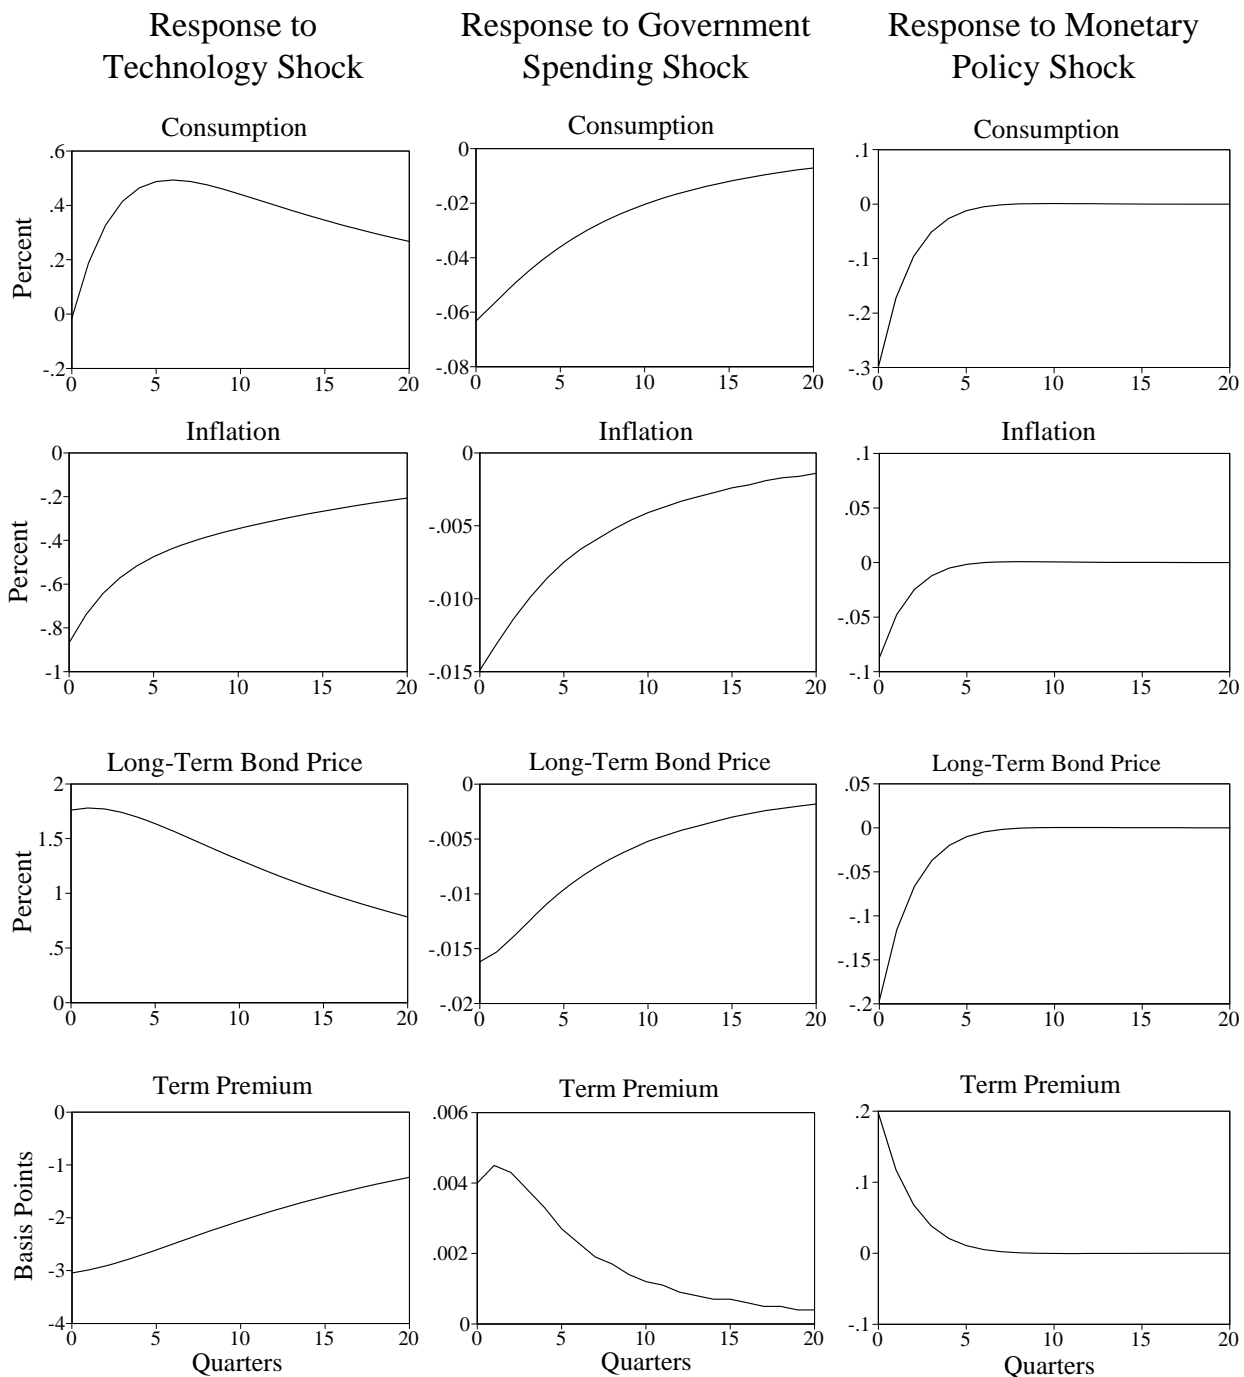 Response to
Technology Shock
Response to Government
Spending Shock
Response to Monetary
Policy Shock
Consumption
.6
.4
.2
0
-.2
Percent
0 5 10 15 20
Consumption
0
-.02
-.04
-.06
-.08
0 5 10 15 20
Consumption
.1
0
-.1
-.2
-.3
0 5 10 15 20
Inflation
0
-.2
-.4
-.6
-.8
-1
Percent
0 5 10 15 20
Inflation
0
-.005
-.010
-.015
0 5 10 15 20
Inflation
.1
.05
0
-.05
-.1
0 5 10 15 20
Long-Term Bond Price
2
1.5
1
.5
0
Percent
0 5 10 15 20
Long-Term Bond Price
0
-.005
-.01
-.015
-.02
0 5 10 15 20
Long-Term Bond Price
.05
0
-.05
-.1
-.15
-.2
0 5 10 15 20
Term Premium
0
-1
-2
-3
-4
Basis Points
0 5 10 15 20
Quarters
Term Premium
.006
.004
.002
0
0 5 10 15 20
Quarters
Term Premium
.2
.1
0
-.1
0 5 10 15 20
Quarters